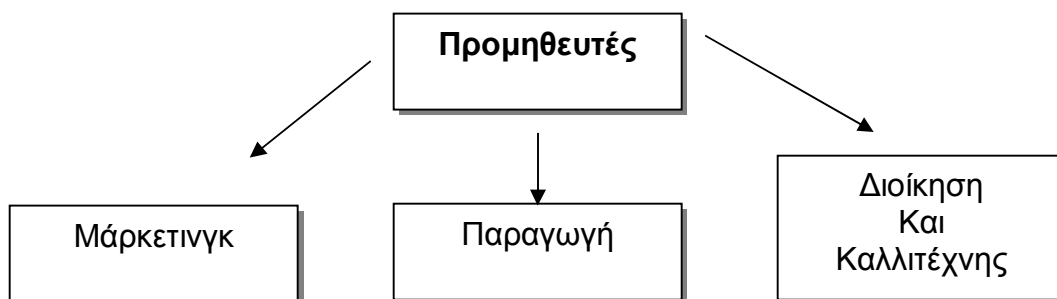 Προμηθευτές
Μάρκετινγκ
Παραγωγή
Διοίκηση
Και
Καλλιτέχνης